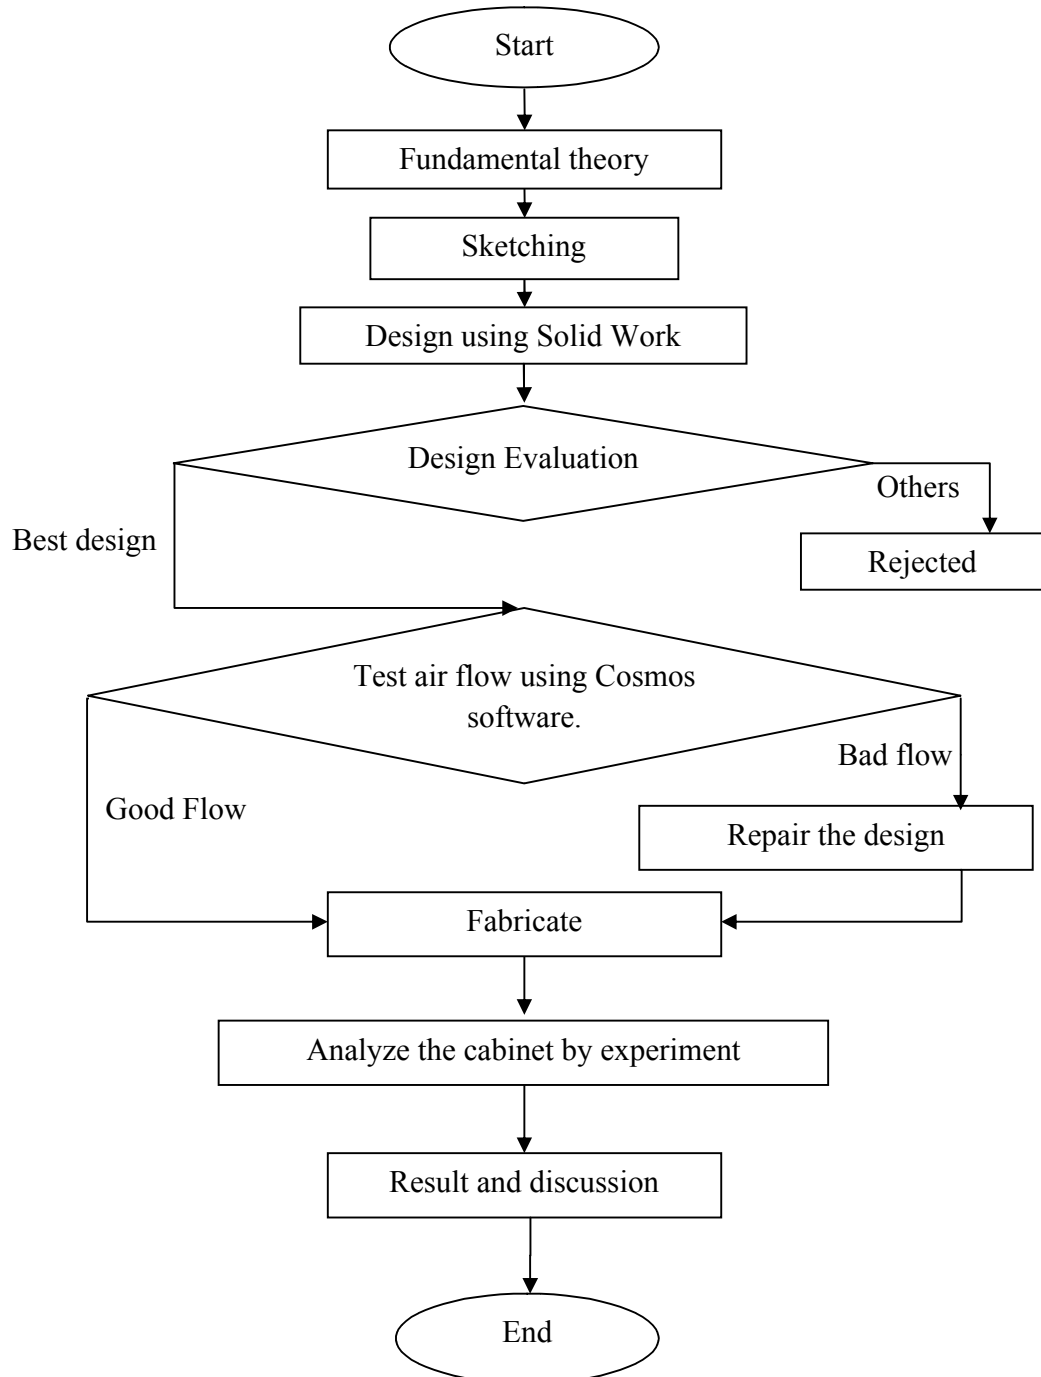 Start
Fundamental theory
Sketching
Design using Solid Work
Design Evaluation
Others
Best design
Rejected
Test air flow using Cosmos
software.
Bad flow
Good Flow
Repair the design
Fabricate
Analyze the cabinet by experiment
Result and discussion
End